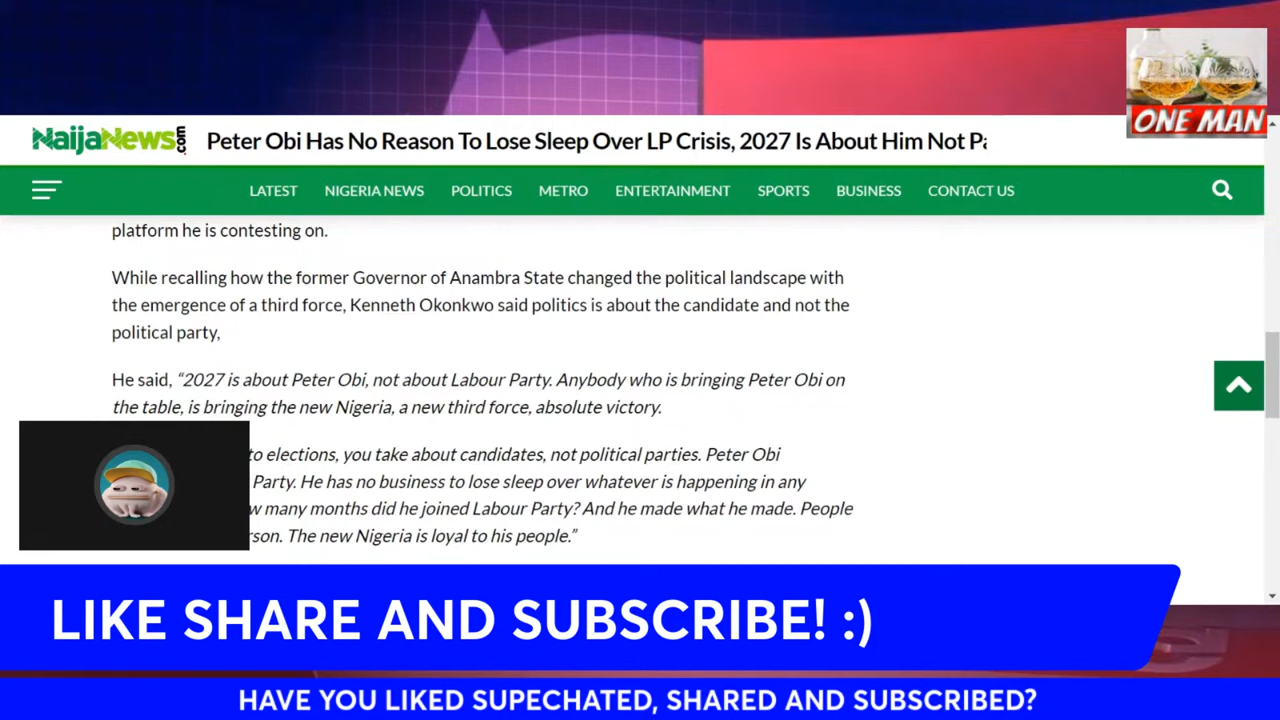 ONE MAN
NaijaNews.com
Peter Obi Has No Reason To Lose Sleep Over LP Crisis, 2027 Is About Him Not
LATEST NIGERIA NEWS POLITICS METRO ENTERTAINMENT SPORTS BUSINESS CONTACT US
platform he is contesting on.
While recalling how the former Governor of Anambra State changed the political landscape with
the emergence of a third force, Kenneth Okonkwo said politics is about the candidate and not the
political party,
He said, “2027 is about Peter Obi, not about Labour Party. Anybody who is bringing Peter Obi on
the table, is bringing the new Nigeria, a new third force, absolute victory.
to elections, you take about candidates, not political parties. Peter Obi
Party. He has no business to lose sleep over whatever is happening in any
many months did he joined Labour Party? And he made what he made. People
The new Nigeria is loyal to his people.”
LIKE SHARE AND SUBSCRIBE! :)
HAVE YOU LIKED SUPECHATED, SHARED AND SUBSCRIBED?